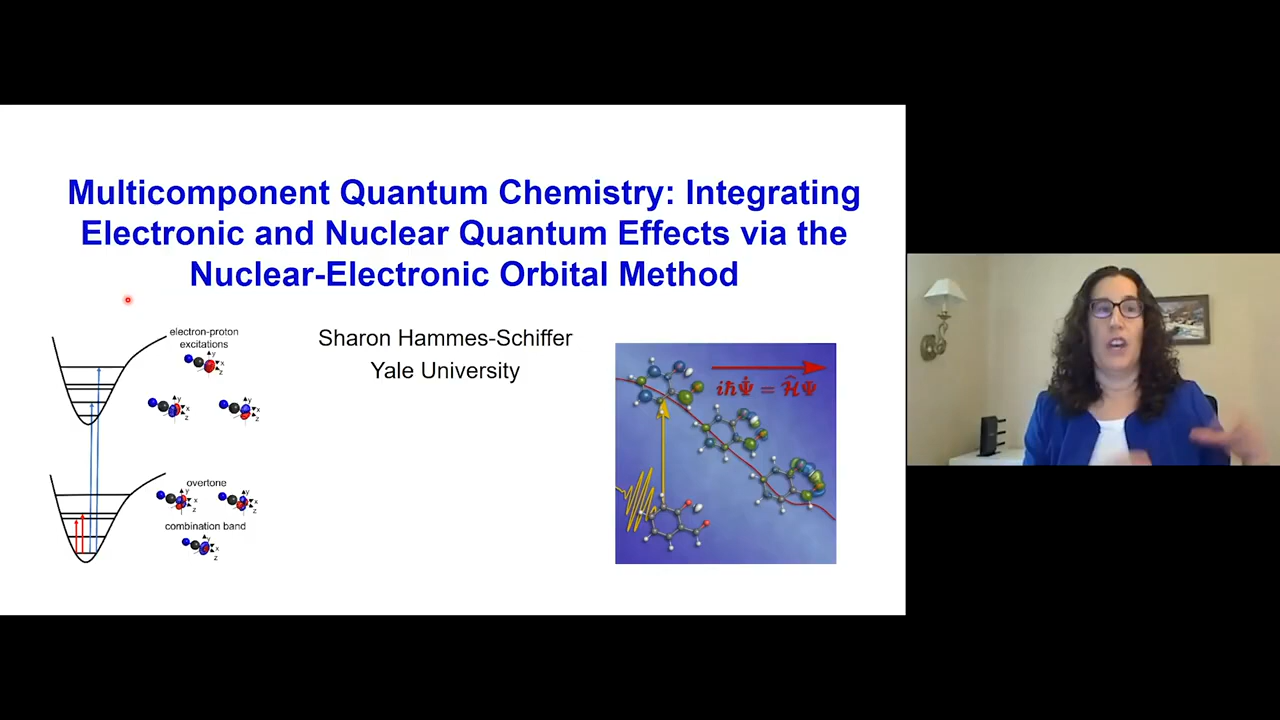 Multicomponent Quantum Chemistry: Integrating
Electronic and Nuclear Quantum Effects via the
Nuclear-Electronic Orbital Method
Sharon Hammes-Schiffer
Yale University
electron-proton
excitations
y
x
z
y
x
z
y
x
z
overtone
y
x
z
y
x
z
combination band
y
x
z
iħΨ̇ = ĤΨ